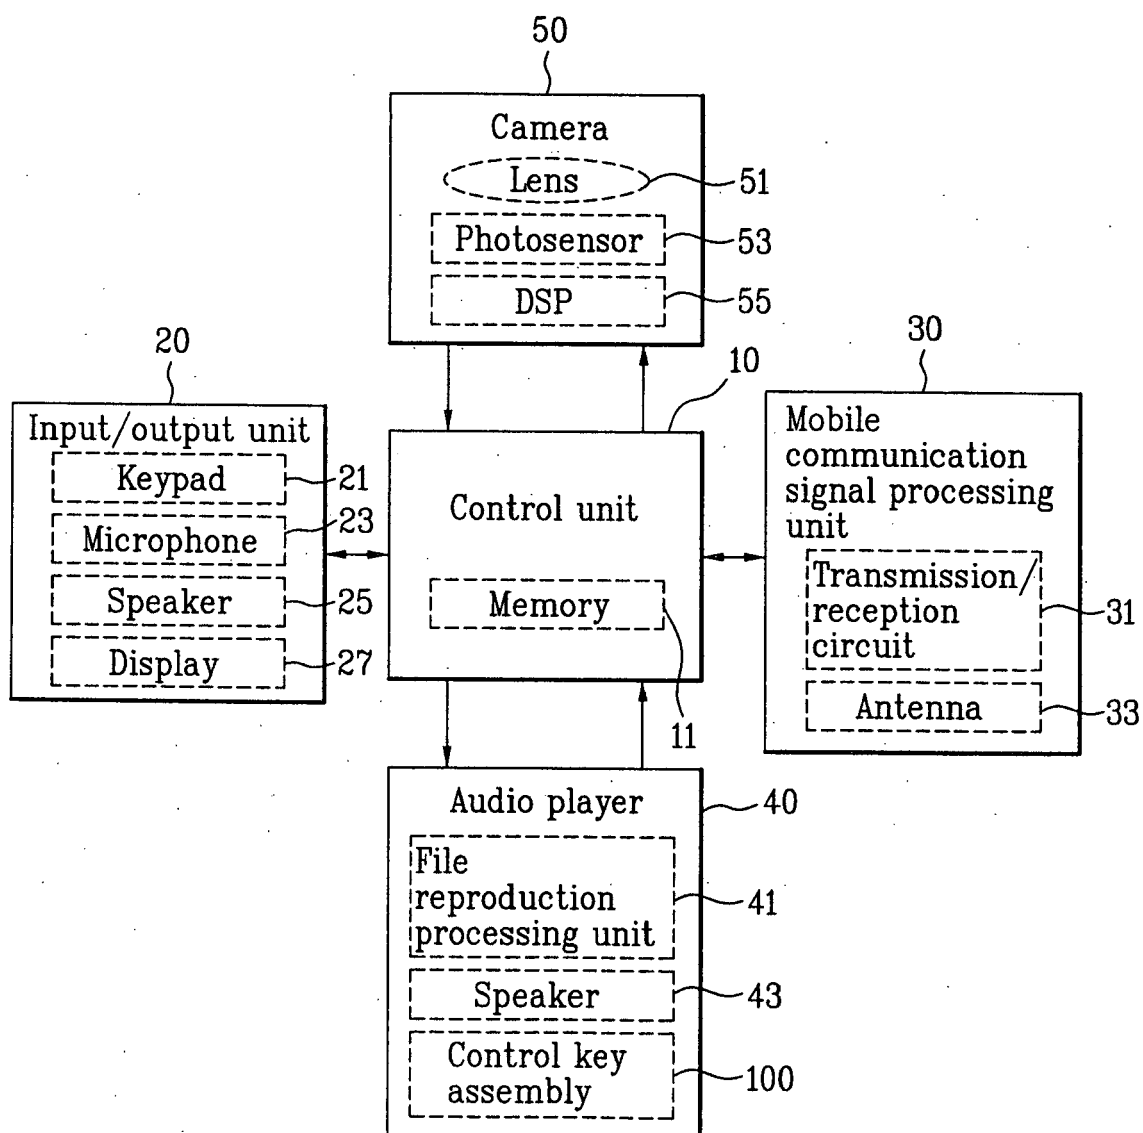 50
Camera
Lens
51
Photosensor
53
DSP
55
20
Input/output unit
Keypad
21
Microphone
23
Speaker
25
Display
27
10
Control unit
Memory
11
30
Mobile
communication
signal processing
unit
Transmission/
reception
circuit
31
Antenna
33
Audio player
40
File
reproduction
processing unit
41
Speaker
43
Control key
assembly
100